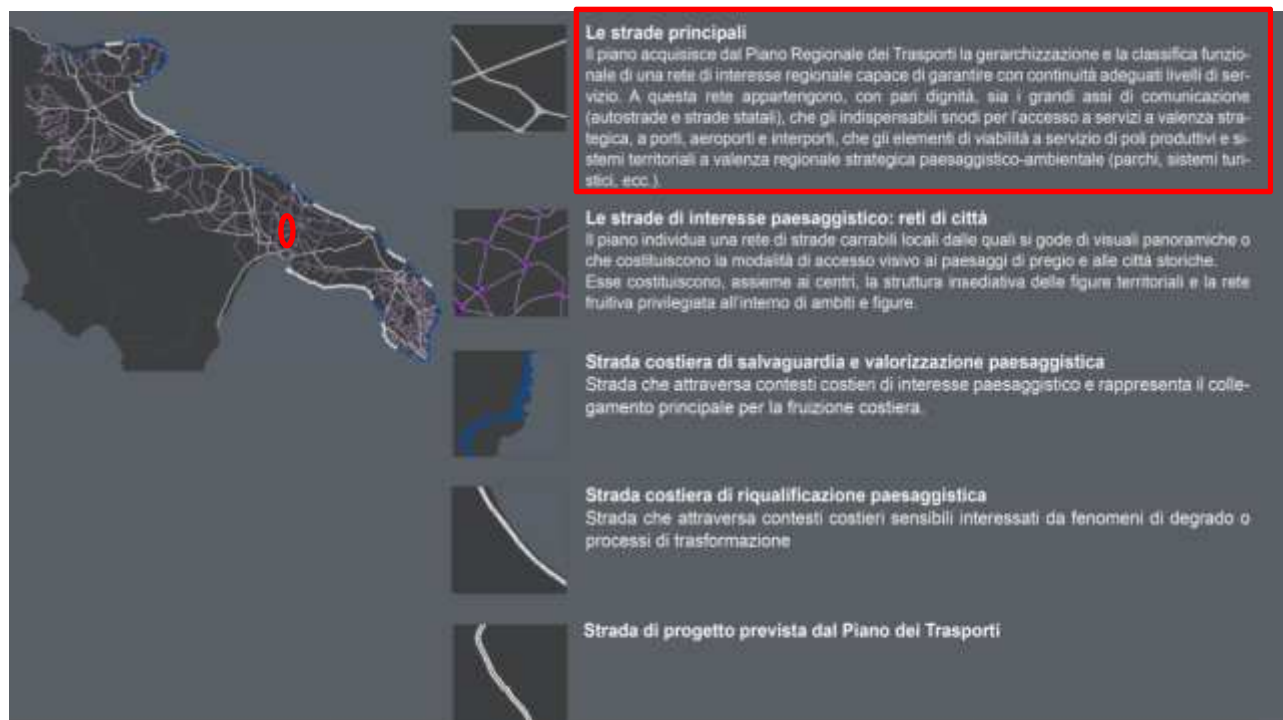 Le strade principali
Il piano acquisisce dal Piano Regionale dei Trasporti la gerarchizzazione e la classifica funzio-
nale di una rete di interesse regionale capace di garantire con continuità adeguati livelli di ser-
vizio. A questa rete appartengono, con pari dignità, sia i grandi assi di comunicazione
(autostrade e strade statali), che gli indispensabili snodi per l'accesso a servizi a valenza stra-
tegica, a porti, aeroporti e interporti, che gli elementi di viabilità a servizio di poli produttivi e si-
stemi territoriali a valenza regionale strategica paesaggistico-ambientale (parchi, sistemi turi-
stici, ecc.).
Le strade di interesse paesaggistico: reti di città
Il piano individua una rete di strade carrabili locali dalle quali si gode di visuali panoramiche o
che costituiscono la modalità di accesso visivo ai paesaggi di pregio e alle città storiche.
Esse costituiscono, assieme ai centri, la struttura insediativa delle figure territoriali e la rete
fruitiva privilegiata all'interno di ambiti e figure.
Strada costiera di salvaguardia e valorizzazione paesaggistica
Strada che attraversa contesti costieri di interesse paesaggistico e rappresenta il colle-
gamento principale per la fruizione costiera.
Strada costiera di riqualificazione paesaggistica
Strada che attraversa contesti costieri sensibili interessati da fenomeni di degrado o
processi di trasformazione
Strada di progetto prevista dal Piano dei Trasporti